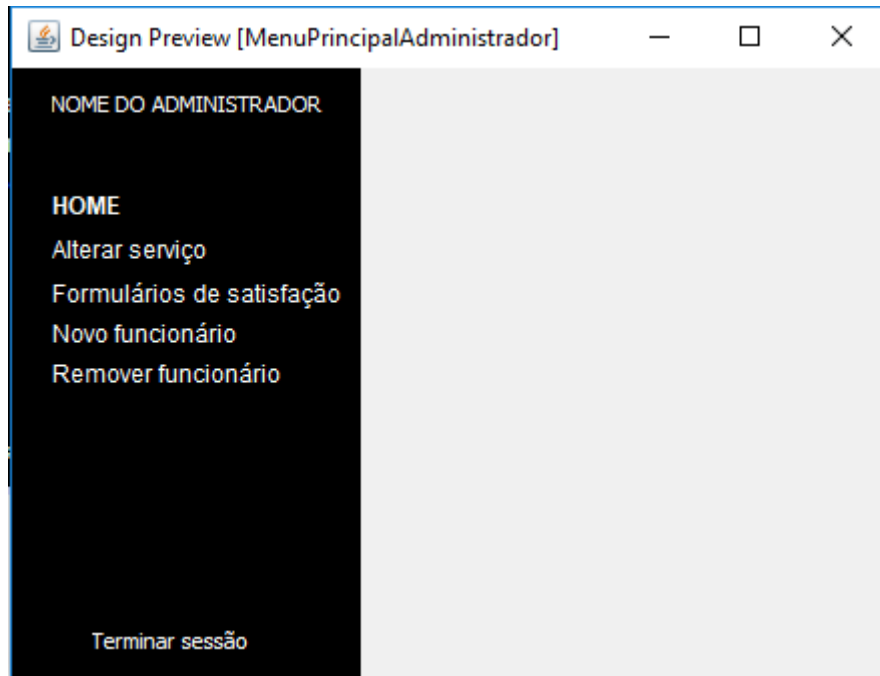 Design Preview [MenuPrincipalAdministrador]
NOME DO ADMINISTRADOR
HOME
Alterar serviço
Formulários de satisfação
Novo funcionário
Remover funcionário
Terminar sessão